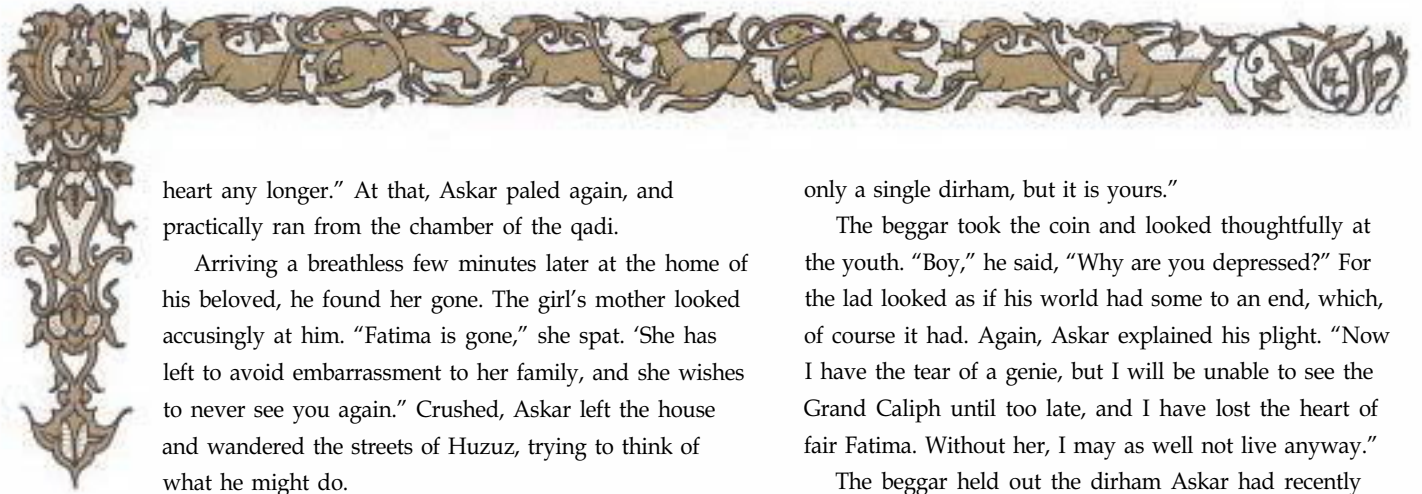 heart any longer.” At that, Askar paled again, and
practically ran from the chamber of the qadi.
Arriving a breathless few minutes later at the home of
his beloved, he found her gone. The girl’s mother looked
accusingly at him. “Fatima is gone,” she spat. ‘She has
left to avoid embarrassment to her family, and she wishes
to never see you again.” Crushed, Askar left the house
and wandered the streets of Huzuz, trying to think of
what he might do.
only a single dirham, but it is yours.”
The beggar took the coin and looked thoughtfully at
the youth. “Boy,” he said, “Why are you depressed?” For
the lad looked as if his world had some to an end, which,
of course it had. Again, Askar explained his plight. “Now
I have the tear of a genie, but I will be unable to see the
Grand Caliph until too late, and I have lost the heart of
fair Fatima. Without her, I may as well not live anyway.”
The beggar held out the dirham Askar had recently